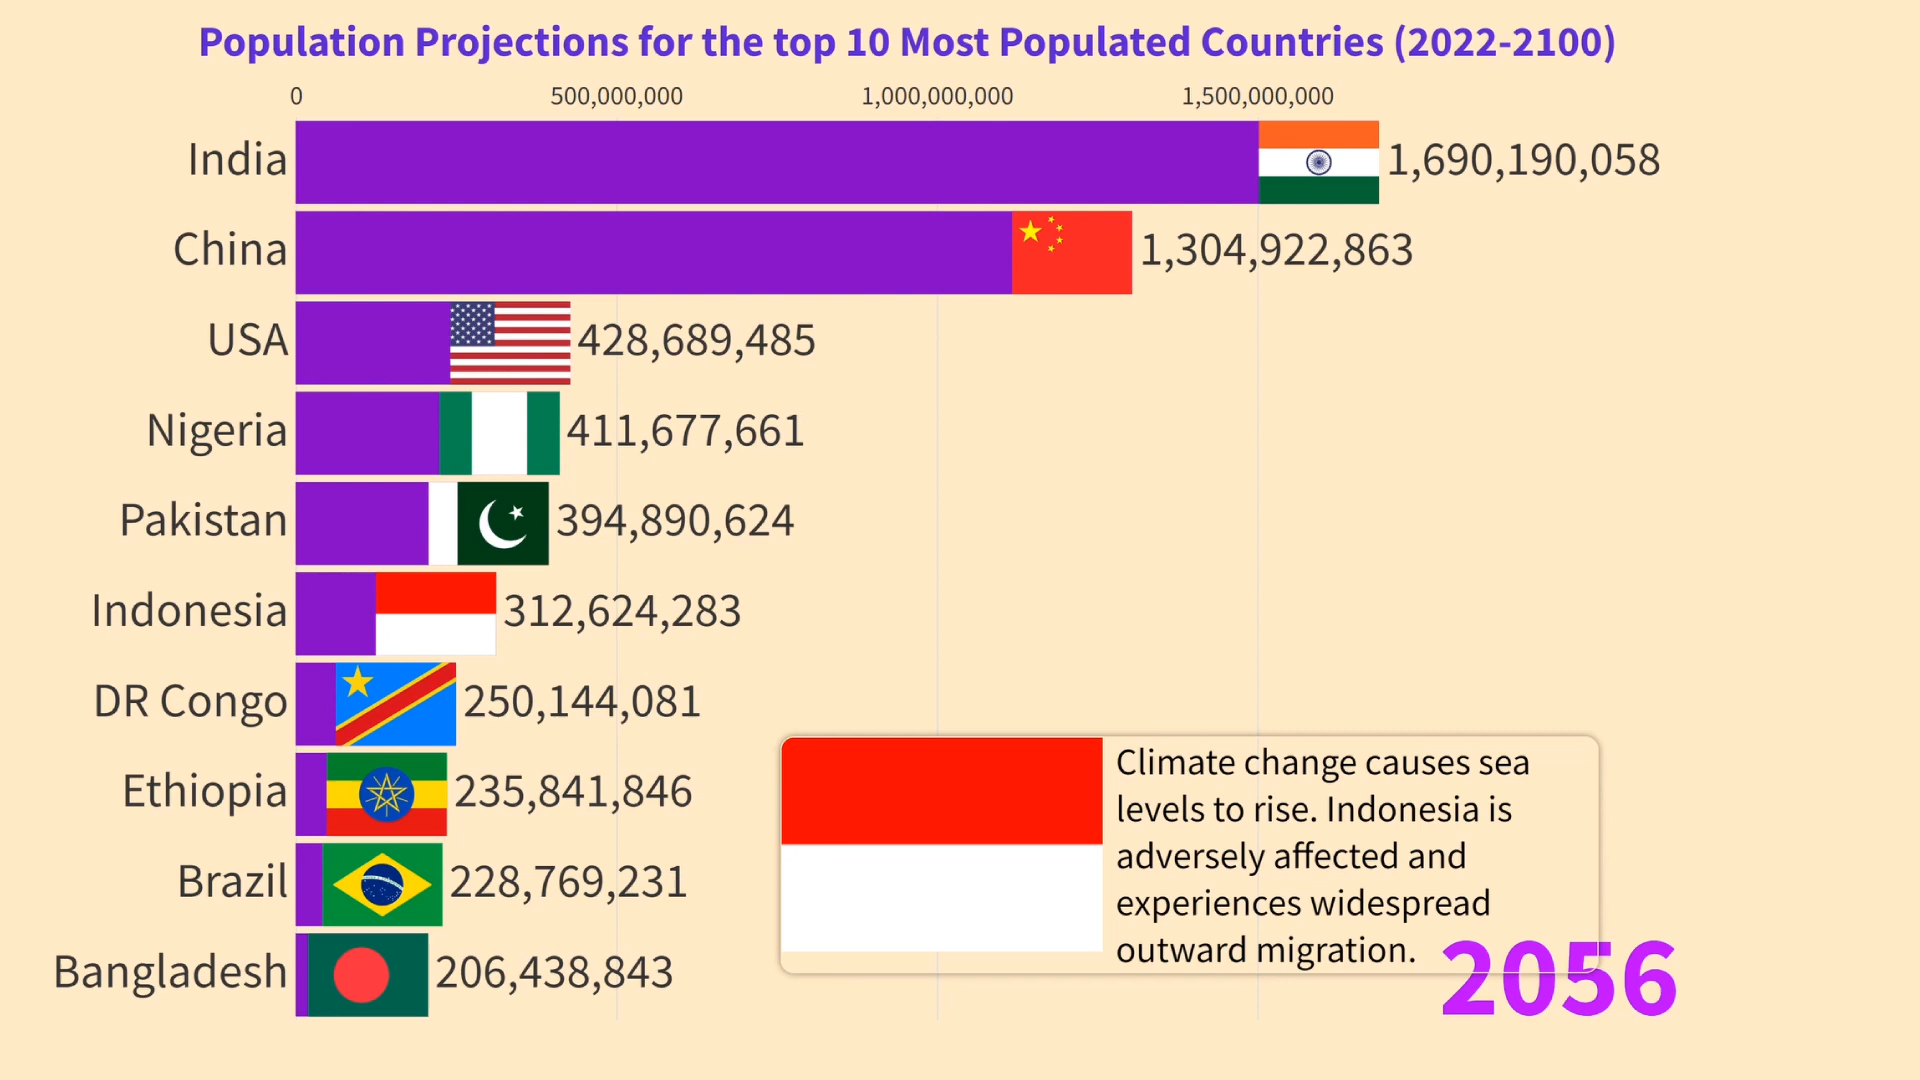 Population Projections for the top 10 Most Populated Countries (2022-2100)
0 500,000,000 1,000,000,000 1,500,000,000
India 1,690,190,058
China 1,304,922,863
USA 428,689,485
Nigeria 411,677,661
Pakistan 394,890,624
Indonesia 312,624,283
DR Congo 250,144,081
Ethiopia 235,841,846
Brazil 228,769,231
Bangladesh 206,438,843
Climate change causes sea
levels to rise. Indonesia is
adversely affected and
experiences widespread
outward migration.
2056